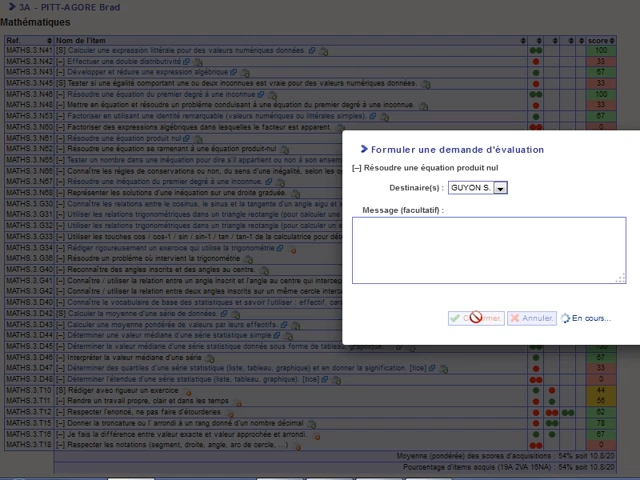 3A - PITT-AGORE Brad
Mathématiques
Ref. Nom de l'item score
MATHS.3.N41 [S] Calculer une expression littérale pour des valeurs numériques données. 100
MATHS.3.N42 [–] Effectuer une double distributivité 33
MATHS.3.N43 [–] Développer et réduire une expression algébrique 67
MATHS.3.N45 [S] Tester si une égalité comportant une ou deux inconnues est vraie pour des valeurs numériques données. 33
MATHS.3.N46 [–] Résoudre une équation du premier degré à une inconnue 100
MATHS.3.N48 [–] Mettre en équation et résoudre un problème conduisant à une équation du premier degré à une inconnue. 33
MATHS.3.N53 [–] Factoriser en utilisant une identité remarquable (valeurs numériques ou littérales simples). 67
MATHS.3.N60 [–] Factoriser des expressions algébriques dans lesquelles le facteur est apparent 0
MATHS.3.N61 [–] Résoudre une équation produit nul
MATHS.3.N62 [–] Résoudre une équation se ramenant à une équation produit-nul
MATHS.3.N65 [–] Tester un nombre dans une inéquation pour dire s'il appartient ou non à son ensem
MATHS.3.N66 [–] Connaître les règles de conservations ou non, du sens d'une inégalité, selon les op
MATHS.3.N67 [–] Résoudre une inéquation du premier degré à une inconnue.
MATHS.3.N68 [–] Représenter les solutions d'une inéquation sur une droite graduée.
MATHS.3.G30 [–] Connaître les relations entre le cosinus, le sinus et la tangente d'un angle aigu et
MATHS.3.G31 [–] Utiliser les relations trigonométriques dans un triangle rectangle (pour calculer une
MATHS.3.G32 [–] Utiliser les relations trigonométriques dans un triangle rectangle (pour calculer un
MATHS.3.G33 [–] Utiliser les touches cos / cos-1 / sin / sin-1 / tan / tan-1 de la calculatrice pour dét
MATHS.3.G34 [–] Rédiger rigoureusement un exercice qui utilise la trigonométrie
MATHS.3.G36 [–] Résoudre un problème où intervient la trigonométrie
MATHS.3.G40 [–] Reconnaître des angles inscrits et des angles au centre.
MATHS.3.G41 [–] Connaître / utiliser la relation entre un angle inscrit et l'angle au centre qui intercep
MATHS.3.G42 [–] Connaître / utiliser la relation entre deux angles inscrits sur un même cercle interc
MATHS.3.D40 [–] Connaître le vocabulaire de base des statistiques et savoir l'utiliser : effectif, carac
MATHS.3.D42 [S] Calculer la moyenne d'une série de données.
MATHS.3.D43 [–] Calculer une moyenne pondérée de valeurs par leurs effectifs.
MATHS.3.D44 [–] Déterminer une valeur médiane d'une série statistique simple
MATHS.3.D45 [–] Déterminer la valeur médiane d'une série statistique donnée sous forme de tableau, graphique...
MATHS.3.D46 [–] Interpréter la valeur médiane d'une série. 67
MATHS.3.D47 [–] Déterminer des quartiles d'une série statistique (liste, tableau, graphique) et en donner la signification. [tice] 33
MATHS.3.D48 [–] Déterminer l'étendue d'une série statistique (liste, tableau, graphique). [tice] 0
MATHS.3.T10 [S] Rédiger avec rigueur un exercice 44
MATHS.3.T11 [–] Rendre un travail propre, clair et dans les temps 56
MATHS.3.T12 [–] Respecter l'énoncé, ne pas faire d'étourderies. 62
MATHS.3.T15 [–] Donner la troncature ou l' arrondi à un rang donné d'un nombre décimal 78
MATHS.3.T16 [–] Je fais la différence entre valeur exacte et valeur approchée et arrondi. 67
MATHS.3.T18 [–] Respecter les notations (segment, droite, angle, arc de cercle, ...) 0
Moyenne (pondérée) des scores d'acquisitions : 54% soit 10.8/20
Pourcentage d'items acquis (19A 2VA 16NA) : 54% soit 10.8/20
Formuler une demande d'évaluation
[–] Résoudre une équation produit nul
Destinaire(s) : GUYON S.
Message (facultatif) :
Annuler. En cours...